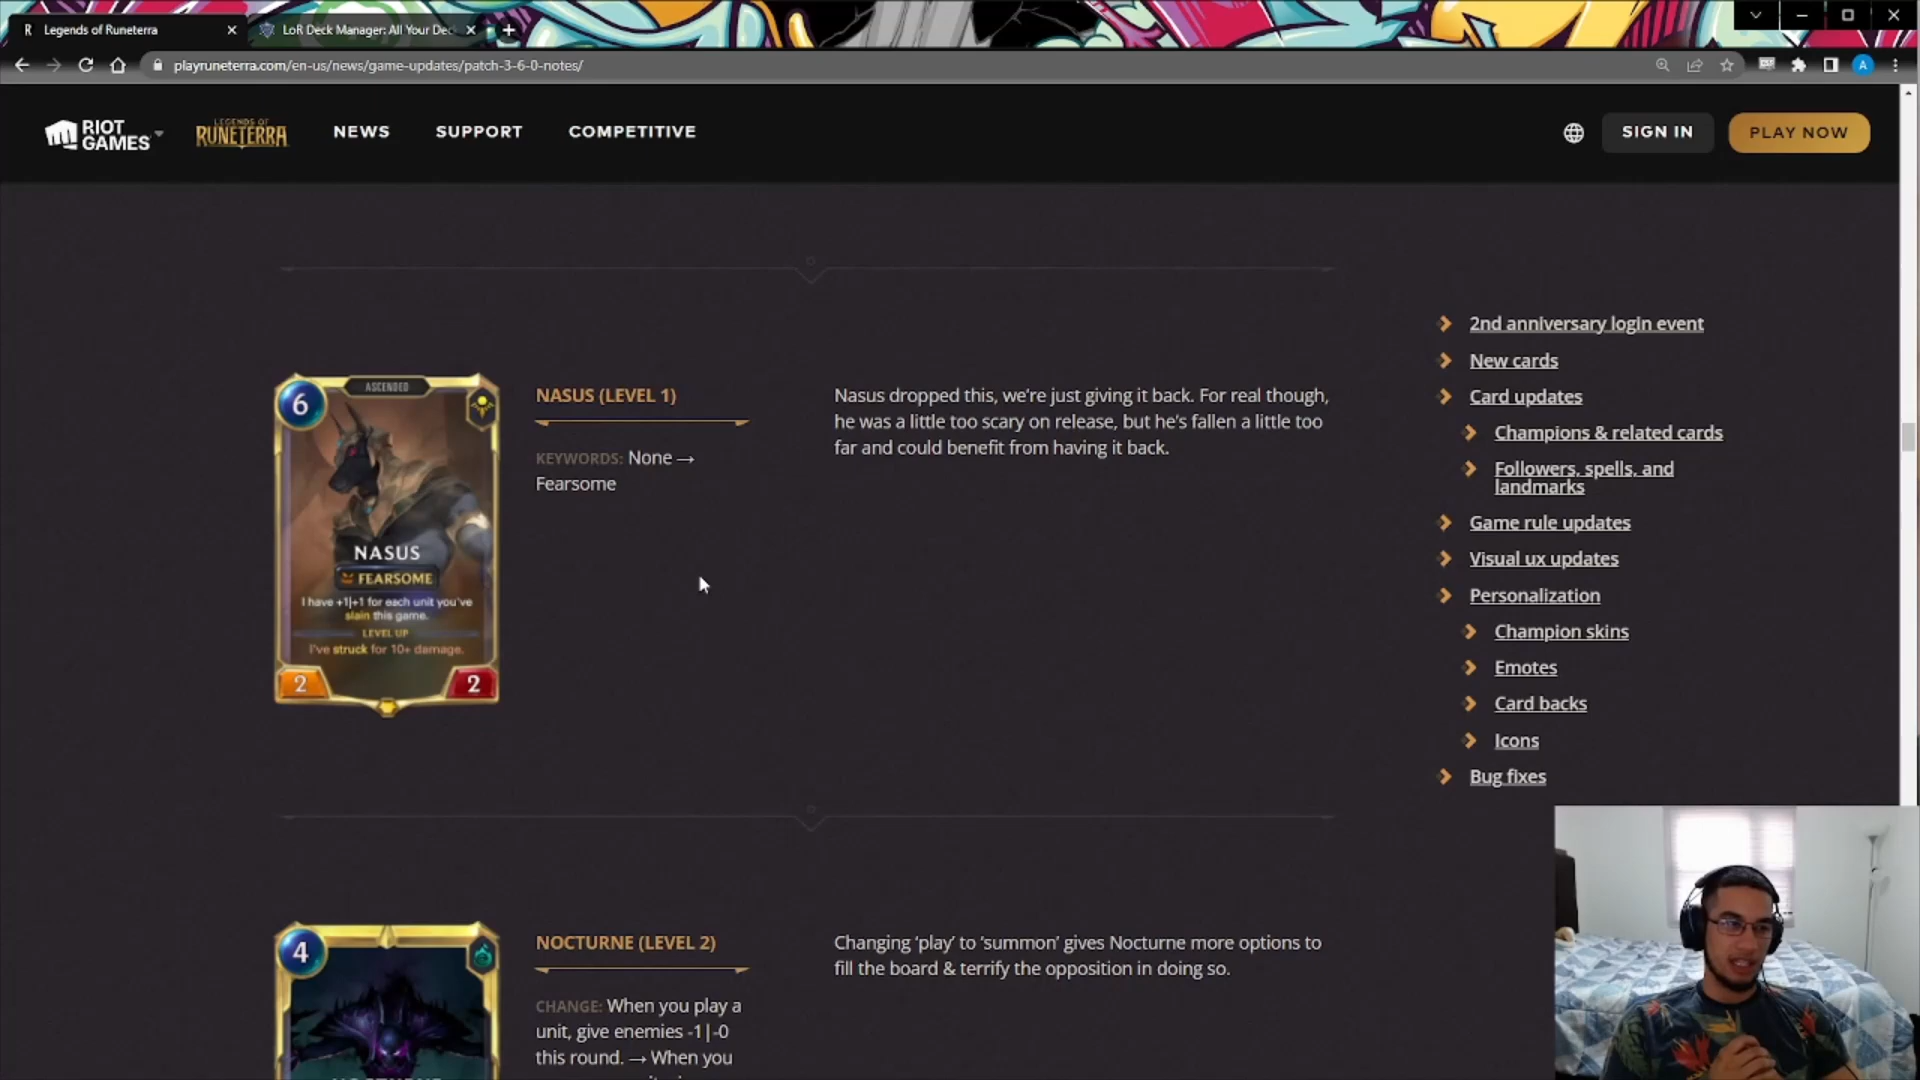 Legends of Runeterra
LoR Deck Manager: All Your Dec
playruneterra.com/en-us/news/game-updates/patch-3-6-0-notes/
A
RIOT GAMES
LEGENDS OF RUNETERRA
NEWS
SUPPORT
COMPETITIVE
SIGN IN
PLAY NOW
6
ASCENDED
NASUS
FEARSOME
I have +1|+1 for each unit you've
slain this game.
LEVEL UP
I've struck for 10+ damage.
2
2
NASUS (LEVEL 1)
KEYWORDS: None →
Fearsome
Nasus dropped this, we're just giving it back. For real though,
he was a little too scary on release, but he's fallen a little too
far and could benefit from having it back.
4
NOCTURNE (LEVEL 2)
CHANGE: When you play a
unit, give enemies -1|-0
this round. → When you
Changing ‘play’ to ‘summon’ gives Nocturne more options to
fill the board & terrify the opposition in doing so.
2nd anniversary login event
New cards
Card updates
Champions & related cards
Followers, spells, and
landmarks
Game rule updates
Visual ux updates
Personalization
Champion skins
Emotes
Card backs
Icons
Bug fixes